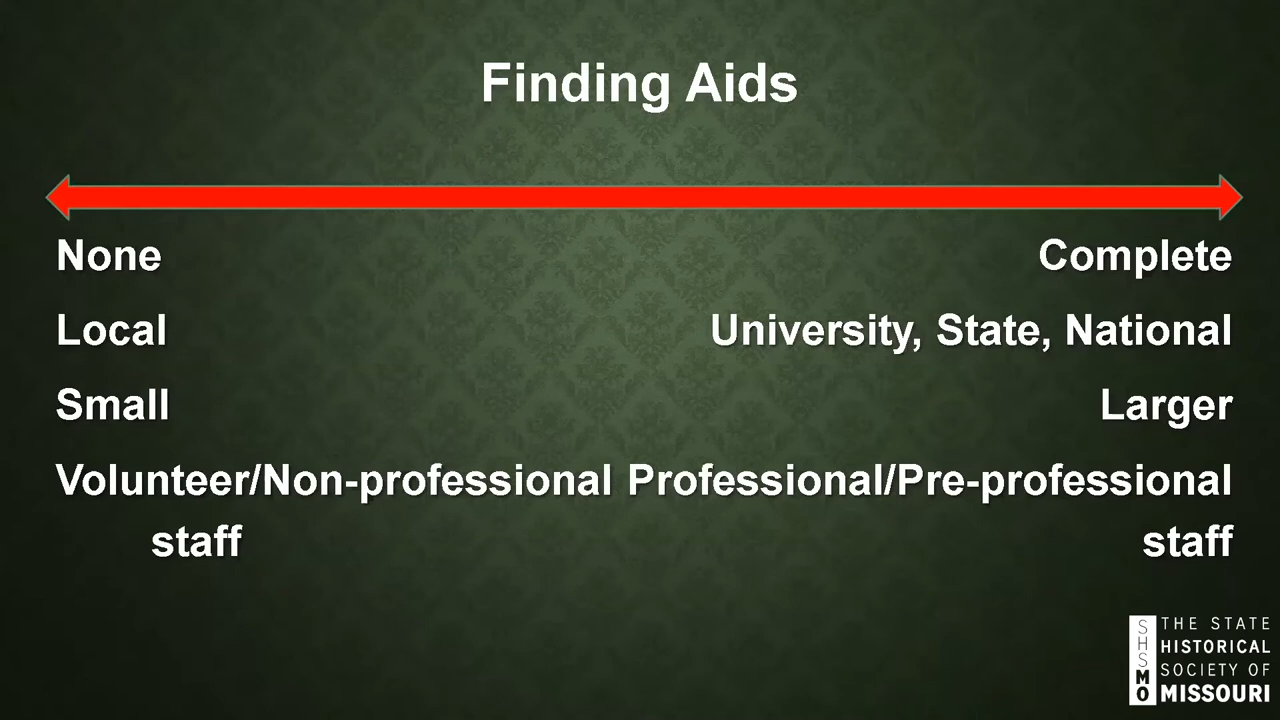 Finding Aids
None Complete
Local University, State, National
Small Larger
Volunteer/Non-professional Professional/Pre-professional
staff staff
SHSMO
THE STATE
HISTORICAL
SOCIETY OF
MISSOURI